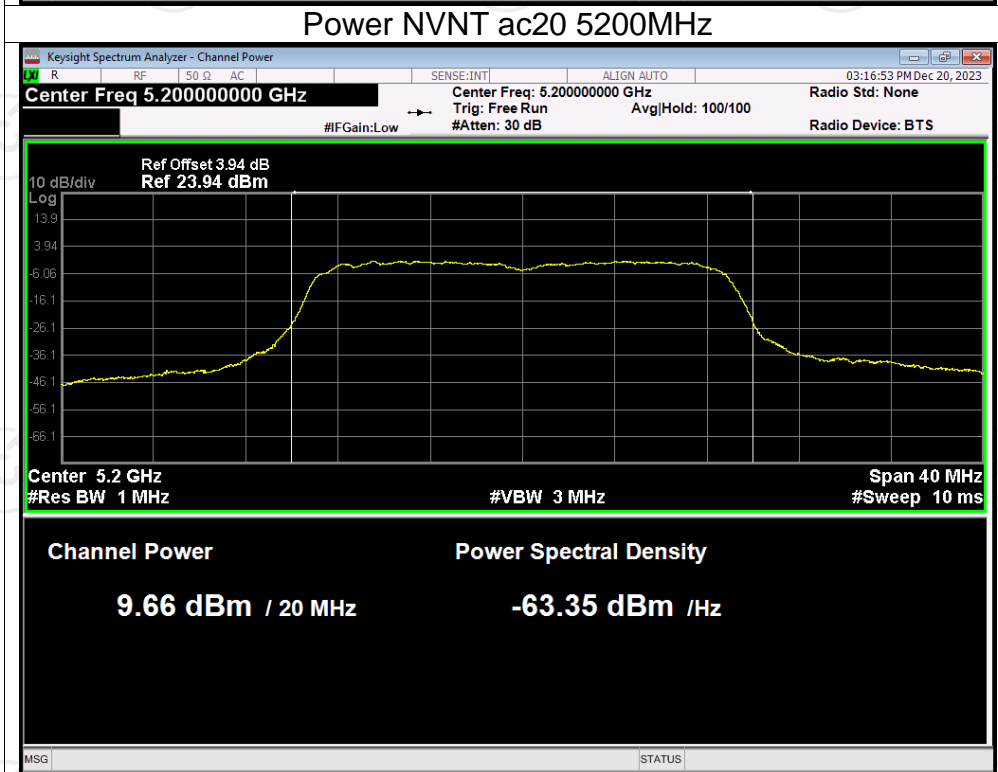 Power NVNT ac20 5200MHz
Keysight Spectrum Analyzer - Channel Power
LXI R RF 50 Ω AC SENSE:INT ALIGN AUTO 03:16:53 PM Dec 20, 2023
Center Freq 5.200000000 GHz Center Freq: 5.200000000 GHz Radio Std: None
Trig: Free Run Avg|Hold: 100/100
#IFGain:Low #Atten: 30 dB Radio Device: BTS
Ref Offset 3.94 dB
10 dB/div Ref 23.94 dBm
Log
13.9
3.94
-6.06
-16.1
-26.1
-36.1
-46.1
-56.1
-66.1
Center 5.2 GHz Span 40 MHz
#Res BW 1 MHz #VBW 3 MHz #Sweep 10 ms
Channel Power Power Spectral Density
9.66 dBm / 20 MHz -63.35 dBm /Hz
MSG STATUS